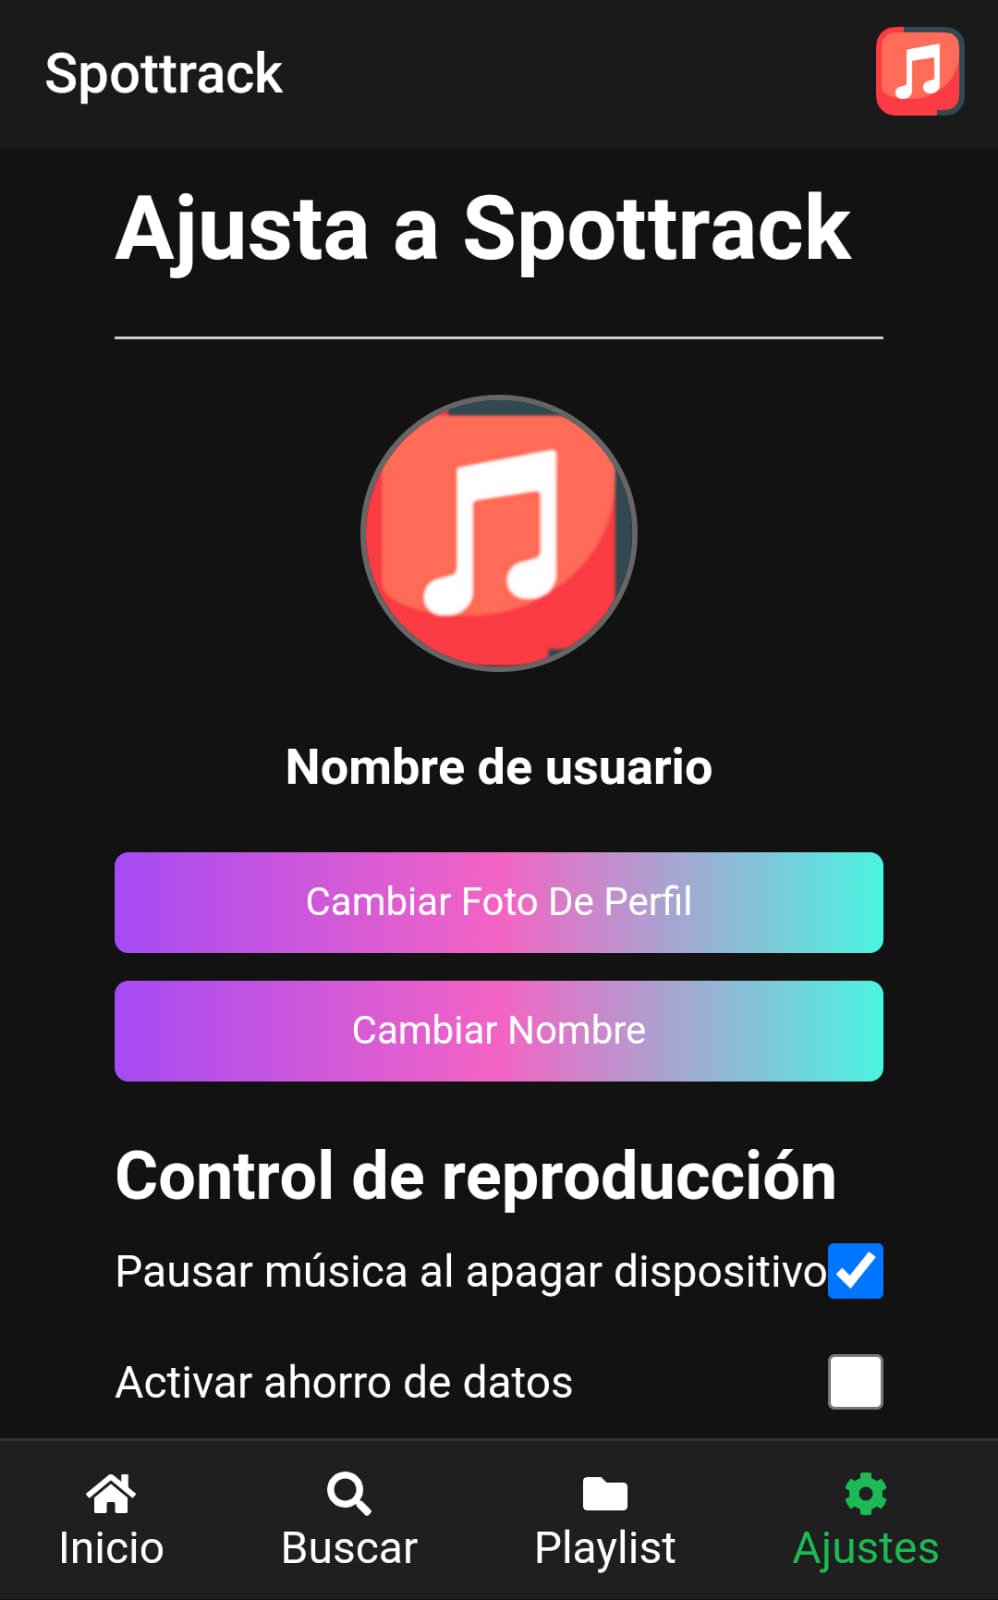 Spottrack
Ajusta a Spottrack
Nombre de usuario
Cambiar Foto De Perfil
Cambiar Nombre
Control de reproducción
Pausar música al apagar dispositivo
Activar ahorro de datos
Inicio
Buscar
Playlist
Ajustes